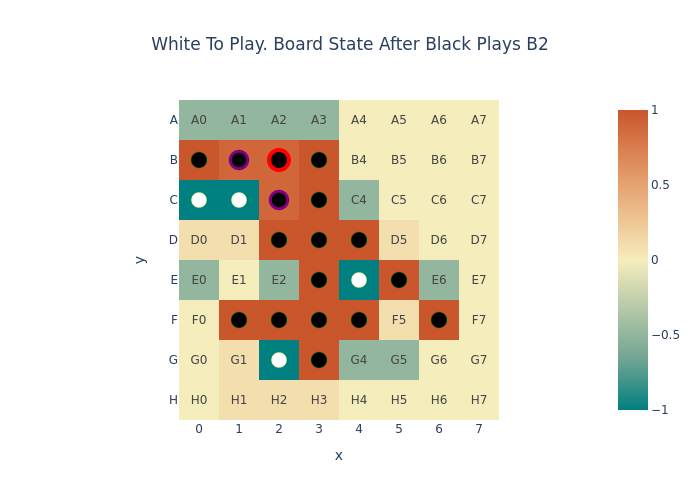 White To Play. Board State After Black Plays B2
A A0 A1 A2 A3 A4 A5 A6 A7
B B4 B5 B6 B7
C C4 C5 C6 C7
D D0 D1 D5 D6 D7
E E0 E1 E2 E6 E7
F F0 F5 F7
G G0 G1 G4 G5 G6 G7
H H0 H1 H2 H3 H4 H5 H6 H7
0 1 2 3 4 5 6 7
x
y
1
0.5
0
−0.5
−1